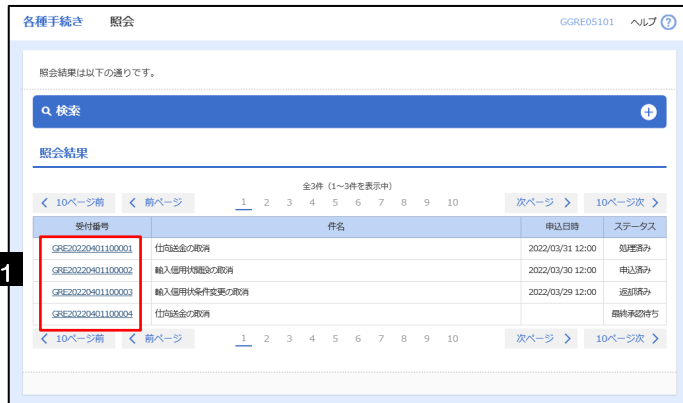 各種手続き 照会 GGRE05101 ヘルプ ?
照会結果は以下の通りです。
検索
照会結果
全3件（1～3件を表示中）
10ページ前 前ページ 1 2 3 4 5 6 7 8 9 10 次ページ 10ページ次
受付番号 件名 申込日時 ステータス
GRE20220401100001 仕向送金の取消 2022/03/31 12:00 処理済み
1
GRE20220401100002 輸入信用状開設の取消 2022/03/30 12:00 申込済み
GRE20220401100003 輸入信用状条件変更の取消 2022/03/29 12:00 返却済み
GRE20220401100004 仕向送金の取消 最終承認待ち
10ページ前 前ページ 1 2 3 4 5 6 7 8 9 10 次ページ 10ページ次